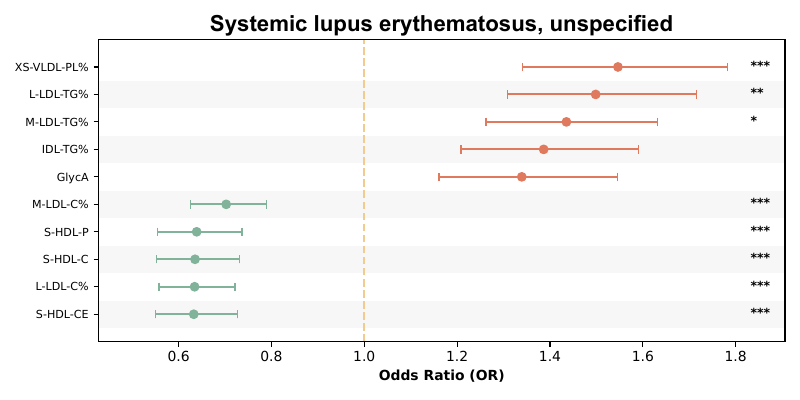 Systemic lupus erythematosus, unspecified
XS-VLDL-PL% ***
L-LDL-TG% **
M-LDL-TG% *
IDL-TG%
GlycA
M-LDL-C% ***
S-HDL-P ***
S-HDL-C ***
L-LDL-C% ***
S-HDL-CE ***
0.6 0.8 1.0 1.2 1.4 1.6 1.8
Odds Ratio (OR)